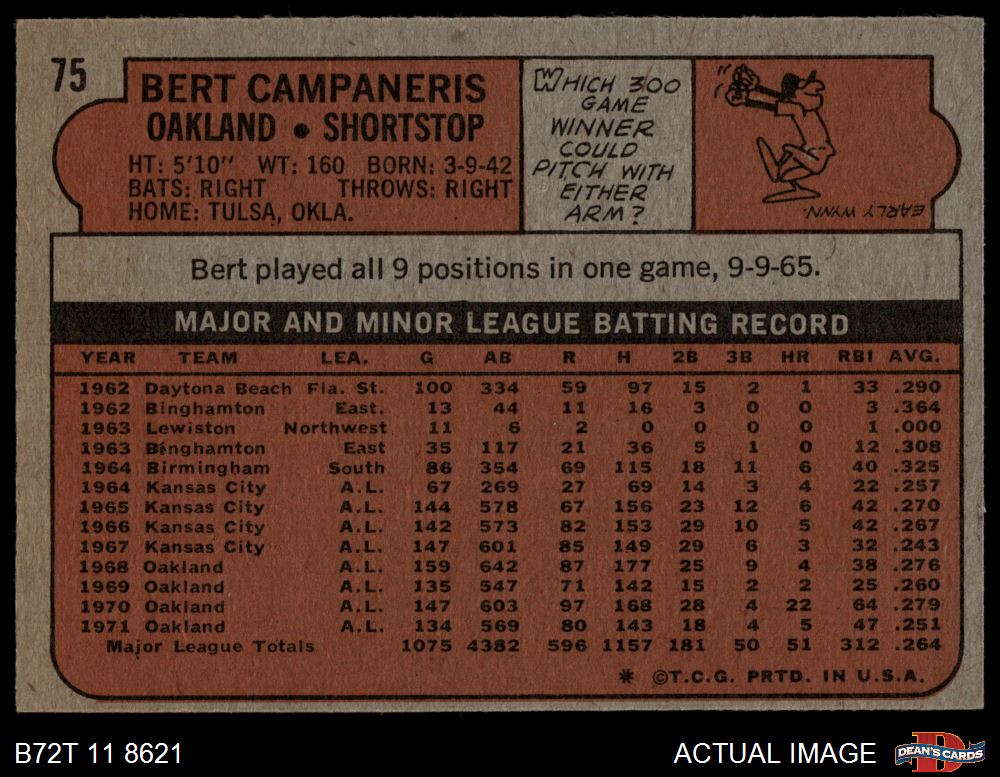 75
BERT CAMPANERIS
OAKLAND • SHORTSTOP
HT: 5'10" WT: 160 BORN: 3-9-42
BATS: RIGHT THROWS: RIGHT
HOME: TULSA, OKLA.
WHICH 300
GAME
WINNER
COULD
PITCH WITH
EITHER
ARM?
EARLY WYNN.
Bert played all 9 positions in one game, 9-9-65.
MAJOR AND MINOR LEAGUE BATTING RECORD
YEAR TEAM LEA. G AB R H 2B 3B HR RBI AVG.
1962 Daytona Beach Fla. St. 100 334 59 97 15 2 1 33 .290
1962 Binghamton East. 13 44 11 16 3 0 0 3 .364
1963 Lewiston Northwest 11 6 2 0 0 0 0 1 .000
1963 Binghamton East 35 117 21 36 5 1 0 12 .308
1964 Birmingham South 86 354 69 115 18 11 6 40 .325
1964 Kansas City A.L. 67 269 27 69 14 3 4 22 .257
1965 Kansas City A.L. 144 578 67 156 23 12 6 42 .270
1966 Kansas City A.L. 142 573 82 153 29 10 5 42 .267
1967 Kansas City A.L. 147 601 85 149 29 6 3 32 .243
1968 Oakland A.L. 159 642 87 177 25 9 4 38 .276
1969 Oakland A.L. 135 547 71 142 15 2 2 25 .260
1970 Oakland A.L. 147 603 97 168 28 4 22 64 .279
1971 Oakland A.L. 134 569 80 143 18 4 5 47 .251
Major League Totals 1075 4382 596 1157 181 50 51 312 .264
* ©T.C.G. PRTD. IN U.S.A.
B72T 11 8621
ACTUAL IMAGE
D
DEAN'S CARDS